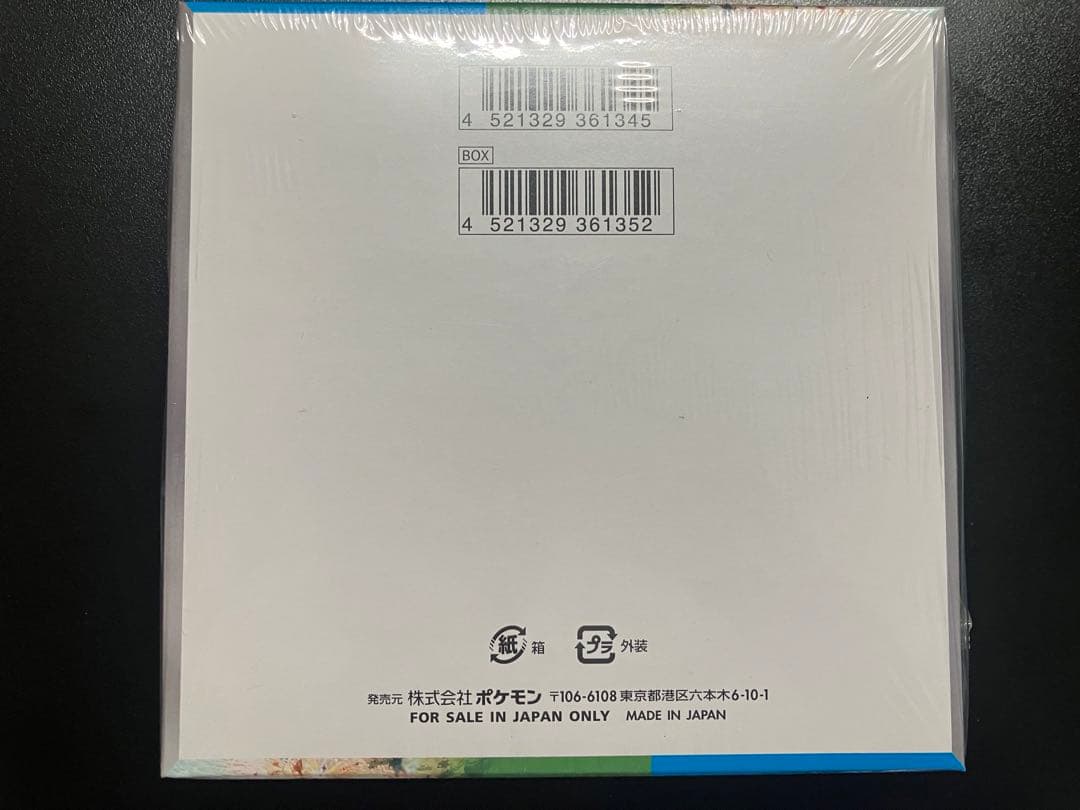 4 521329 361345
BOX
4 521329 361352
紙 箱 プラ 外装
発売元 株式会社 ポケモン 〒106-6108 東京都港区六本木6-10-1
FOR SALE IN JAPAN ONLY MADE IN JAPAN